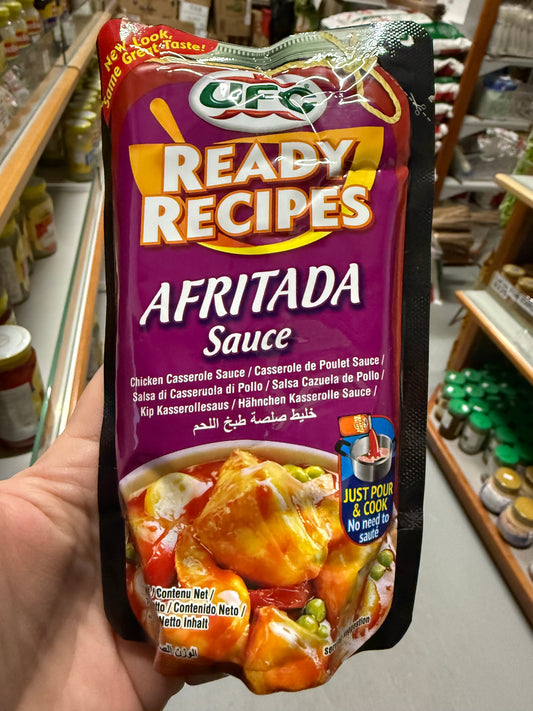 New Look,
Same Great Taste!
UFC
READY
RECIPES
AFRITADA
Sauce
Chicken Casserole Sauce / Casserole de Poulet Sauce /
Salsa di Casseruola di Pollo / Salsa Cazuela de Pollo /
Kip Kasserollesaus / Hähnchen Kasserolle Sauce /
خليط صلصة طبخ اللحم
JUST POUR
& COOK
No need to
sauté
/ Contenu Net /
/ Contenido Neto /
Netto Inhalt
الوزن